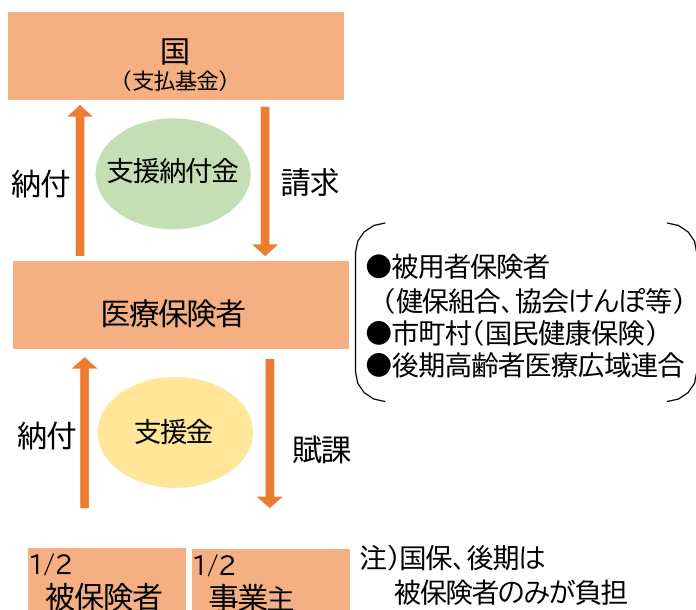 国
（支払基金）
納付
支援納付金
請求
医療保険者
●被用者保険者
（健保組合、協会けんぽ等）
●市町村（国民健康保険）
●後期高齢者医療広域連合
納付
支援金
賦課
1/2
被保険者
1/2
事業主
注）国保、後期は
被保険者のみが負担